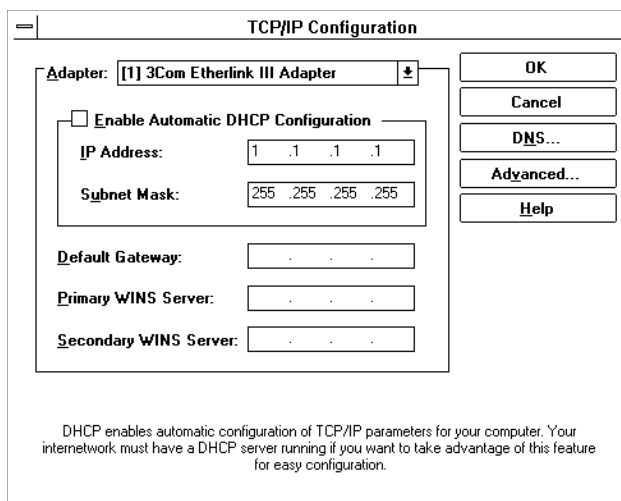 TCP/IP Configuration
Adapter: [1] 3Com Etherlink III Adapter
Enable Automatic DHCP Configuration
IP Address: 1 .1 .1 .1
Subnet Mask: 255 .255 .255 .255
Default Gateway: . . .
Primary WINS Server: . . .
Secondary WINS Server: . . .
OK
Cancel
DNS...
Advanced...
Help
DHCP enables automatic configuration of TCP/IP parameters for your computer. Your
internetwork must have a DHCP server running if you want to take advantage of this feature
for easy configuration.